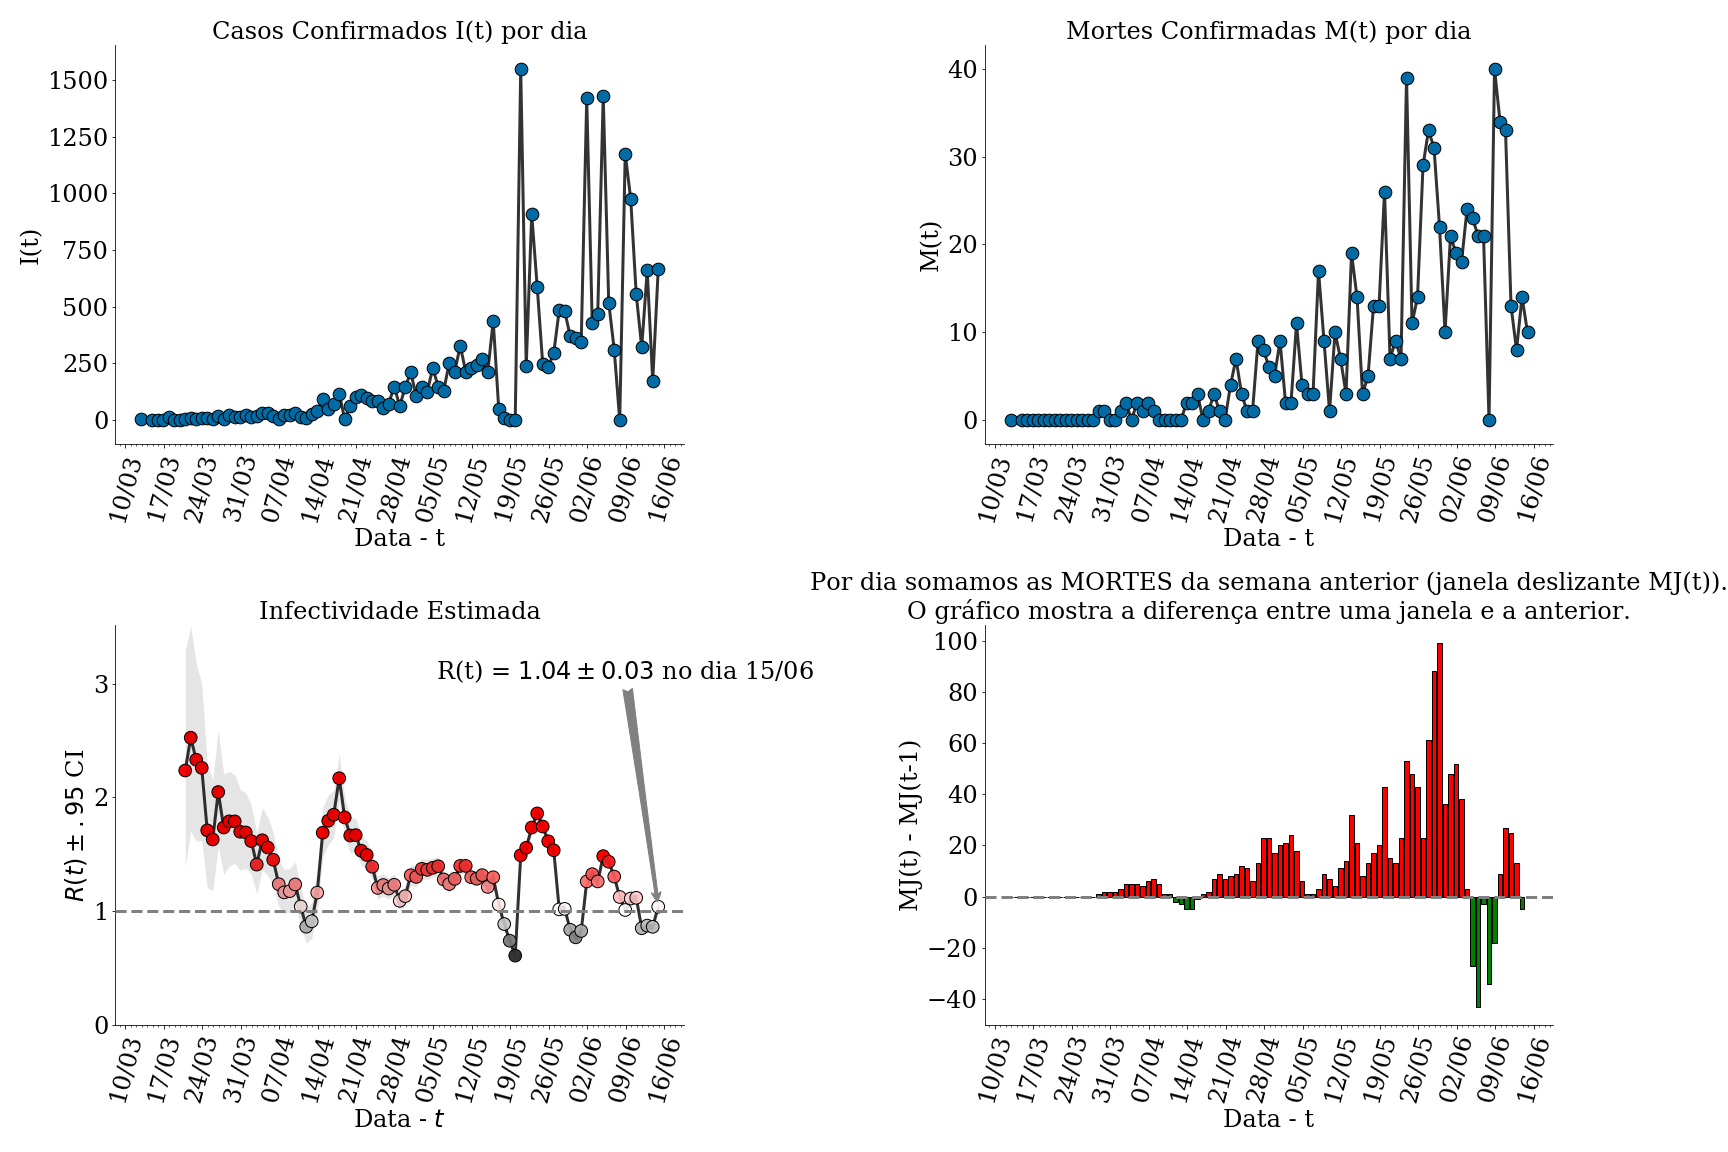 Casos Confirmados I(t) por dia
I(t)
1500
1250
1000
750
500
250
0
10/03 17/03 24/03 31/03 07/04 14/04 21/04 28/04 05/05 12/05 19/05 26/05 02/06 09/06 16/06
Data - t
Mortes Confirmadas M(t) por dia
M(t)
40
30
20
10
0
10/03 17/03 24/03 31/03 07/04 14/04 21/04 28/04 05/05 12/05 19/05 26/05 02/06 09/06 16/06
Data - t
Infectividade Estimada
R(t) = 1.04 ± 0.03 no dia 15/06
R(t) ± .95 CI
3
2
1
0
10/03 17/03 24/03 31/03 07/04 14/04 21/04 28/04 05/05 12/05 19/05 26/05 02/06 09/06 16/06
Data - t
Por dia somamos as MORTES da semana anterior (janela deslizante MJ(t)).
O gráfico mostra a diferença entre uma janela e a anterior.
MJ(t) - MJ(t-1)
100
80
60
40
20
0
−20
−40
10/03 17/03 24/03 31/03 07/04 14/04 21/04 28/04 05/05 12/05 19/05 26/05 02/06 09/06 16/06
Data - t